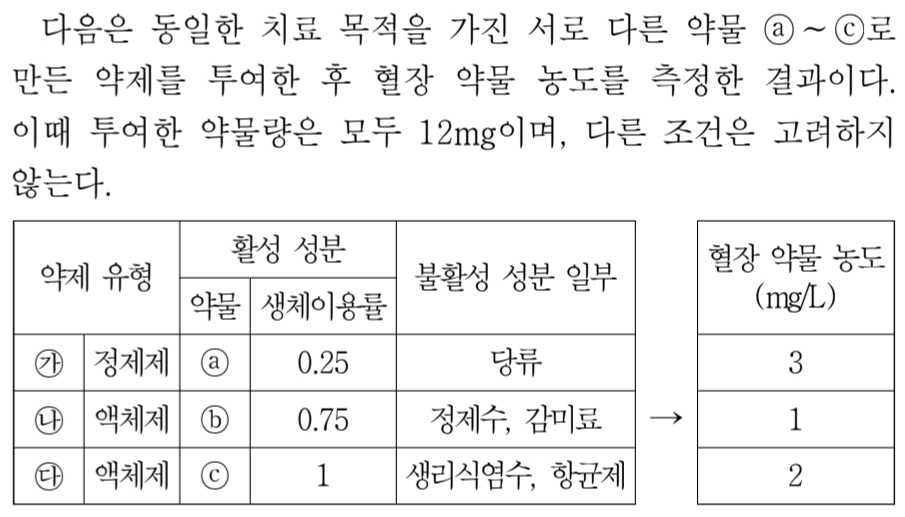 다음은 동일한 치료 목적을 가진 서로 다른 약물 ⓐ~ⓒ로
만든 약제를 투여한 후 혈장 약물 농도를 측정한 결과이다.
이때 투여한 약물량은 모두 12mg이며, 다른 조건은 고려하지
않는다.
약제 유형 활성 성분 불활성 성분 일부 혈장 약물 농도
(mg/L)
약물 생체이용률
㉮ 정제제 ⓐ 0.25 당류 3
㉯ 액체제 ⓑ 0.75 정제수, 감미료 → 1
㉰ 액체제 ⓒ 1 생리식염수, 항균제 2